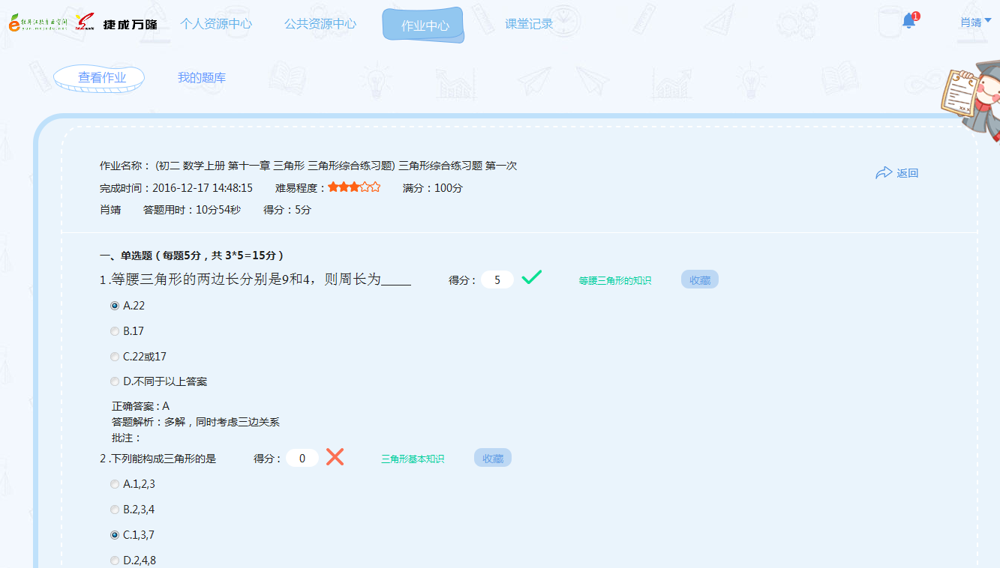 牡丹江教育云空间 捷成万隆 个人资源中心 公共资源中心 作业中心 课堂记录 1 肖靖
查看作业 我的题库
作业名称： (初二 数学上册 第十一章 三角形 三角形综合练习题) 三角形综合练习题 第一次
返回
完成时间：2016-12-17 14:48:15 难易程度： 满分：100分
肖靖 答题用时：10分54秒 得分：5分
一、单选题（每题5分，共 3*5=15分）
1 .等腰三角形的两边长分别是9和4，则周长为____ 得分： 5 等腰三角形的知识 收藏
A.22
B.17
C.22或17
D.不同于以上答案
正确答案 : A
答题解析：多解，同时考虑三边关系
批注：
2 .下列能构成三角形的是 得分： 0 三角形基本知识 收藏
A.1,2,3
B.2,3,4
C.1,3,7
D.2,4,8